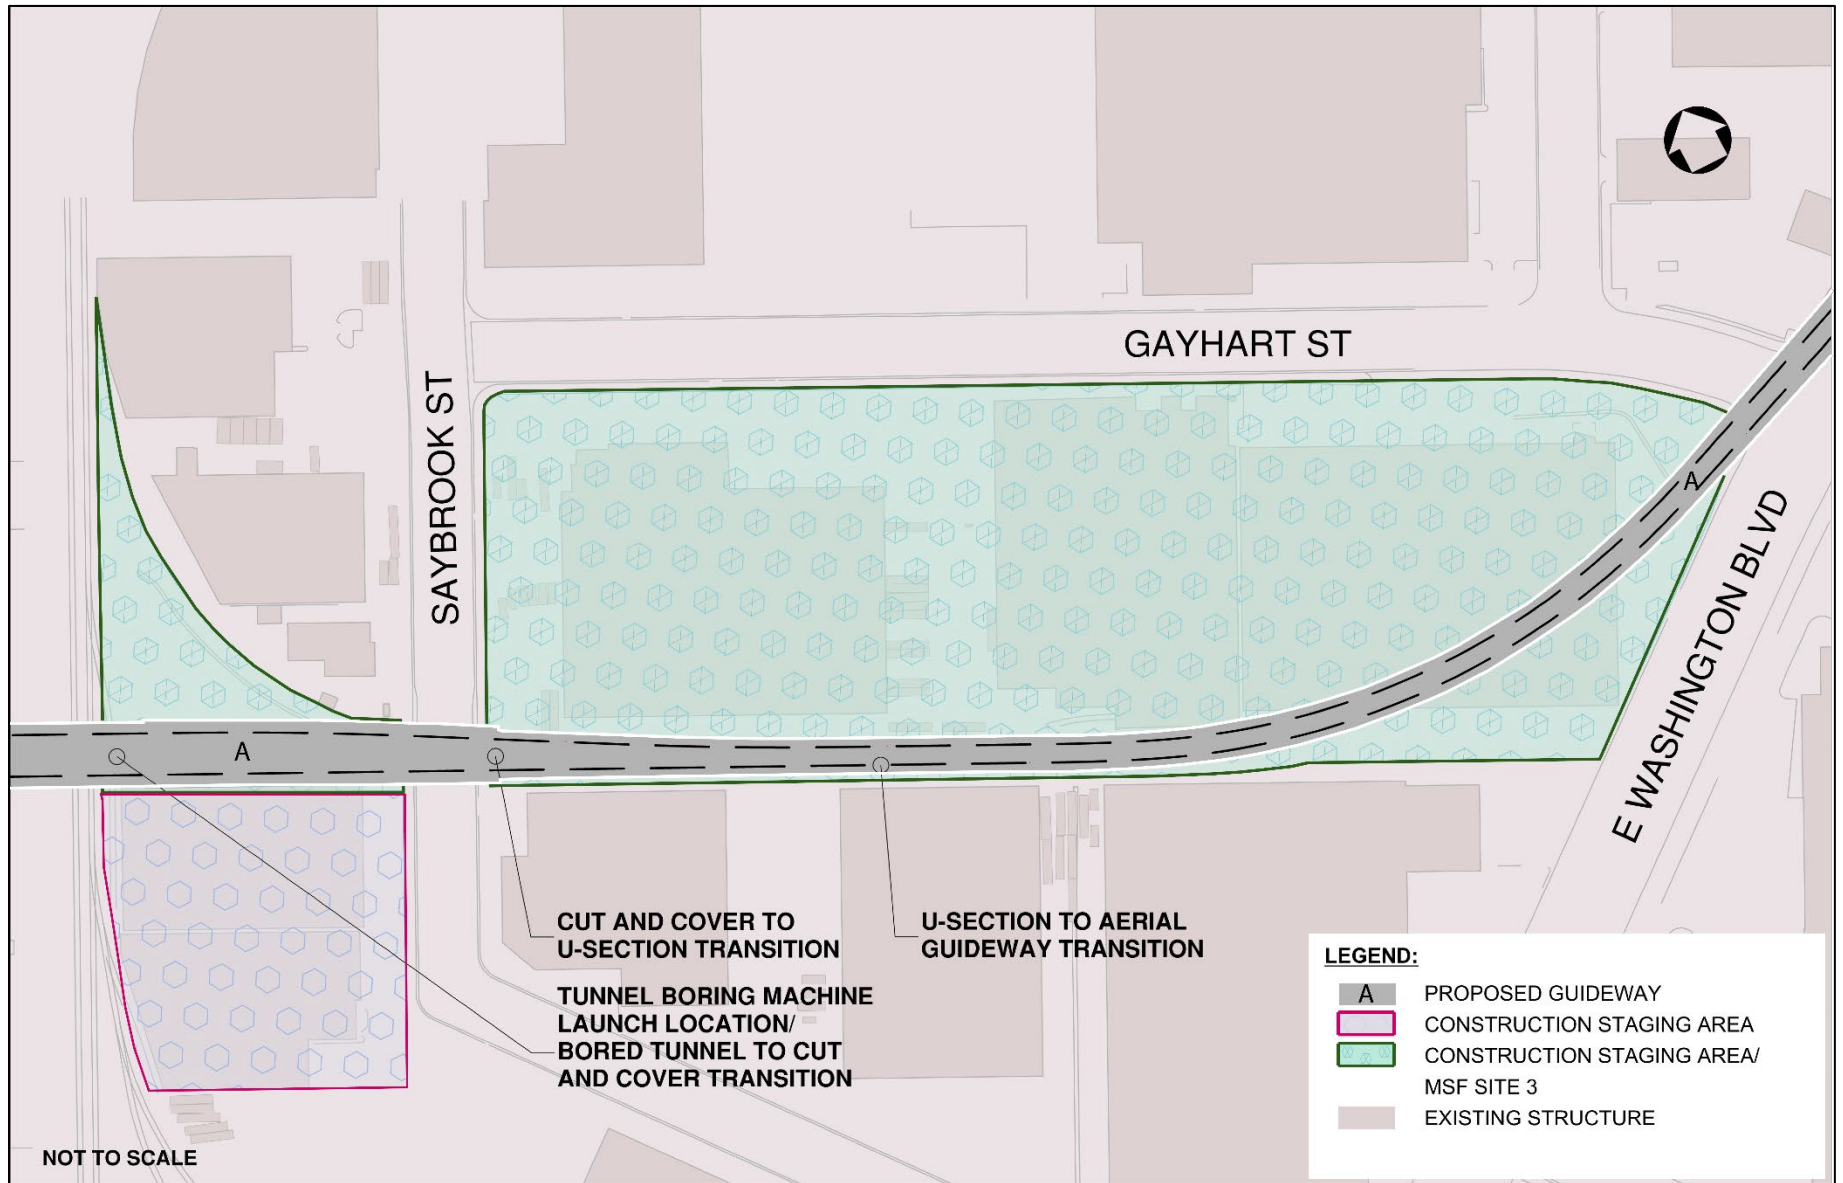 GAYHART ST
SAYBROOK ST
A
E WASHINGTON BLVD
A
CUT AND COVER TO
U-SECTION TRANSITION
U-SECTION TO AERIAL
GUIDEWAY TRANSITION
TUNNEL BORING MACHINE
LAUNCH LOCATION/
BORED TUNNEL TO CUT
AND COVER TRANSITION
LEGEND:
A PROPOSED GUIDEWAY
CONSTRUCTION STAGING AREA
CONSTRUCTION STAGING AREA/
MSF SITE 3
EXISTING STRUCTURE
NOT TO SCALE